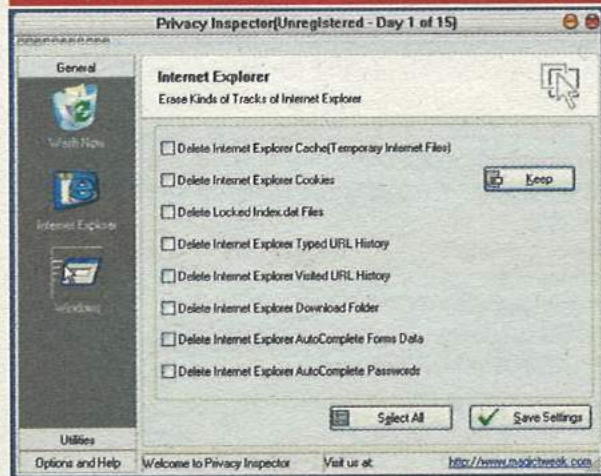 Privacy Inspector(Unregistered - Day 1 of 15)
General
Wash Now
Internet Explorer
Windows
Utilities
Options and Help
Internet Explorer
Erase Kinds of Tracks of Internet Explorer
Delete Internet Explorer Cache(Temporary Internet Files)
Delete Internet Explorer Cookies
Keep
Delete Locked Index.dat Files
Delete Internet Explorer Typed URL History
Delete Internet Explorer Visited URL History
Delete Internet Explorer Download Folder
Delete Internet Explorer AutoComplete Forms Data
Delete Internet Explorer AutoComplete Passwords
Select All
Save Settings
Welcome to Privacy Inspector
Visit us at:
http://www.magictweak.com